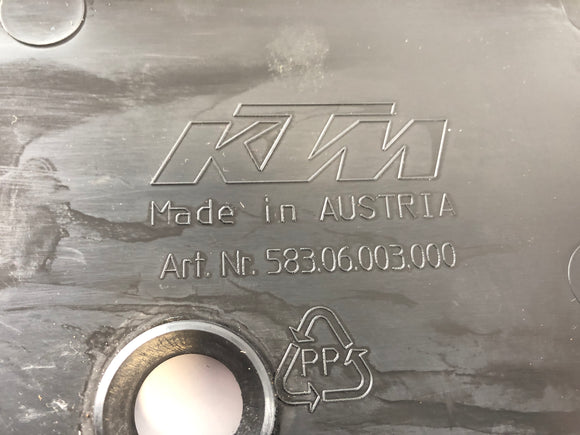 KTM
Made in AUSTRIA
Art. Nr. 583.06.003.000
PP